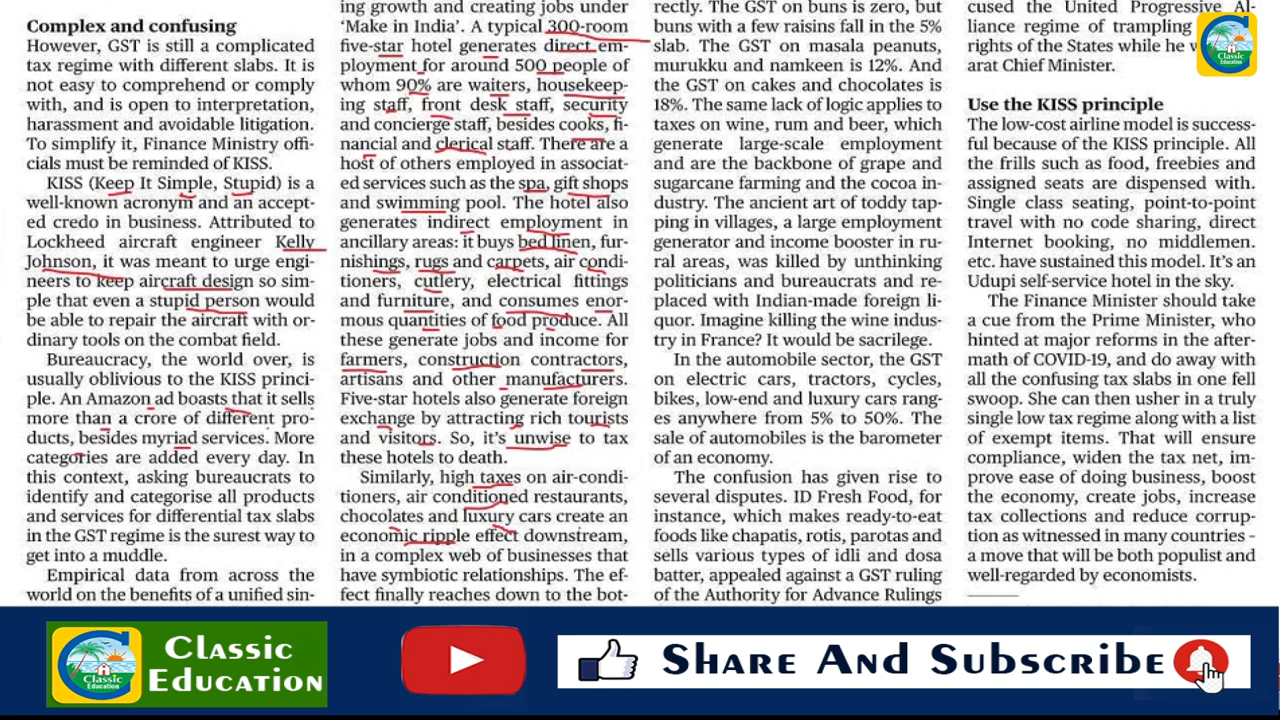 Complex and confusing
However, GST is still a complicated
tax regime with different slabs. It is
not easy to comprehend or comply
with, and is open to interpretation,
harassment and avoidable litigation.
To simplify it, Finance Ministry offi-
cials must be reminded of KISS.
KISS (Keep It Simple, Stupid) is a
well-known acronym and an accept-
ed credo in business. Attributed to
Lockheed aircraft engineer Kelly
Johnson, it was meant to urge engi-
neers to keep aircraft design so sim-
ple that even a stupid person would
be able to repair the aircraft with or-
dinary tools on the combat field.
Bureaucracy, the world over, is
usually oblivious to the KISS princi-
ple. An Amazon ad boasts that it sells
more than a crore of different pro-
ducts, besides myriad services. More
categories are added every day. In
this context, asking bureaucrats to
identify and categorise all products
and services for differential tax slabs
in the GST regime is the surest way to
get into a muddle.
Empirical data from across the
world on the benefits of a unified sin-
ing growth and creating jobs under
‘Make in India’. A typical 300-room
five-star hotel generates direct em-
ployment for around 500 people of
whom 90% are waiters, housekeep-
ing staff, front desk staff, security
and concierge staff, besides cooks, fi-
nancial and clerical staff. There are a
host of others employed in associat-
ed services such as the spa, gift shops
and swimming pool. The hotel also
generates indirect employment in
ancillary areas: it buys bed linen, fur-
nishings, rugs and carpets, air condi-
tioners, cutlery, electrical fittings
and furniture, and consumes enor-
mous quantities of food produce. All
these generate jobs and income for
farmers, construction contractors,
artisans and other manufacturers.
Five-star hotels also generate foreign
exchange by attracting rich tourists
and visitors. So, it’s unwise to tax
these hotels to death.
Similarly, high taxes on air-condi-
tioners, air conditioned restaurants,
chocolates and luxury cars create an
economic ripple effect downstream,
in a complex web of businesses that
have symbiotic relationships. The ef-
fect finally reaches down to the bot-
rectly. The GST on buns is zero, but
buns with a few raisins fall in the 5%
slab. The GST on masala peanuts,
murukku and namkeen is 12%. And
the GST on cakes and chocolates is
18%. The same lack of logic applies to
taxes on wine, rum and beer, which
generate large-scale employment
and are the backbone of grape and
sugarcane farming and the cocoa in-
dustry. The ancient art of toddy tap-
ping in villages, a large employment
generator and income booster in ru-
ral areas, was killed by unthinking
politicians and bureaucrats and re-
placed with Indian-made foreign li-
quor. Imagine killing the wine indus-
try in France? It would be sacrilege.
In the automobile sector, the GST
on electric cars, tractors, cycles,
bikes, low-end and luxury cars rang-
es anywhere from 5% to 50%. The
sale of automobiles is the barometer
of an economy.
The confusion has given rise to
several disputes. ID Fresh Food, for
instance, which makes ready-to-eat
foods like chapatis, rotis, parotas and
sells various types of idli and dosa
batter, appealed against a GST ruling
of the Authority for Advance Rulings
cused the United Progressive Al-
liance regime of trampling
rights of the States while he w
arat Chief Minister.
Use the KISS principle
The low-cost airline model is success-
ful because of the KISS principle. All
the frills such as food, freebies and
assigned seats are dispensed with.
Single class seating, point-to-point
travel with no code sharing, direct
Internet booking, no middlemen.
etc. have sustained this model. It’s an
Udupi self-service hotel in the sky.
The Finance Minister should take
a cue from the Prime Minister, who
hinted at major reforms in the after-
math of COVID-19, and do away with
all the confusing tax slabs in one fell
swoop. She can then usher in a truly
single low tax regime along with a list
of exempt items. That will ensure
compliance, widen the tax net, im-
prove ease of doing business, boost
the economy, create jobs, increase
tax collections and reduce corrup-
tion as witnessed in many countries –
a move that will be both populist and
well-regarded by economists.
Classic
Education
Classic
Education
Classic
Education
Share And Subscribe